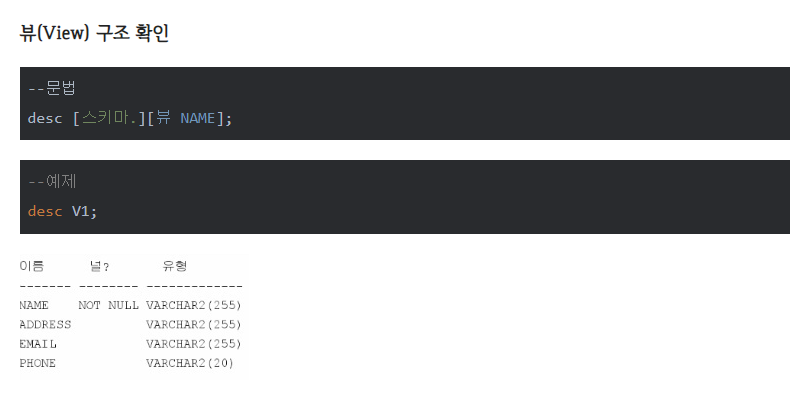 뷰(View) 구조 확인
--문법
desc [스키마.][뷰 NAME];
--예제
desc V1;
이름 널? 유형
------- -------- -------------
NAME NOT NULL VARCHAR2(255)
ADDRESS VARCHAR2(255)
EMAIL VARCHAR2(255)
PHONE VARCHAR2(20)